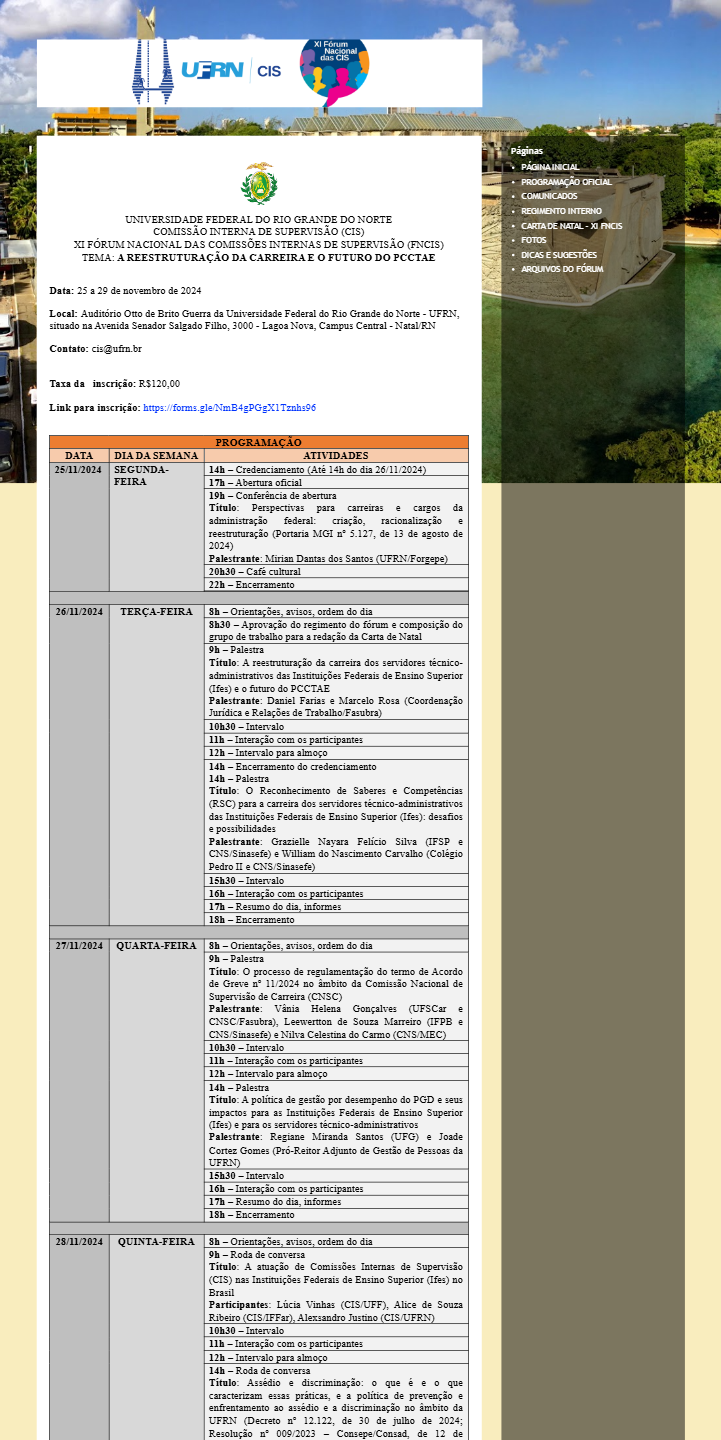 UFRN CIS
XI Fórum
Nacional
das CIS
UNIVERSIDADE FEDERAL DO RIO GRANDE DO NORTE
COMISSÃO INTERNA DE SUPERVISÃO (CIS)
XI FÓRUM NACIONAL DAS COMISSÕES INTERNAS DE SUPERVISÃO (FNCIS)
TEMA: A REESTRUTURAÇÃO DA CARREIRA E O FUTURO DO PCCTAE
Data: 25 a 29 de novembro de 2024
Local: Auditório Otto de Brito Guerra da Universidade Federal do Rio Grande do Norte - UFRN,
situado na Avenida Senador Salgado Filho, 3000 - Lagoa Nova, Campus Central - Natal/RN
Contato: cis@ufrn.br
Taxa da inscrição: R$120,00
Link para inscrição: https://forms.gle/NmB4gPGgX1Tznhs96
PROGRAMAÇÃO
DATA DIA DA SEMANA ATIVIDADES
25/11/2024 SEGUNDA-
FEIRA
14h – Credenciamento (Até 14h do dia 26/11/2024)
17h – Abertura oficial
19h – Conferência de abertura
Título: Perspectivas para carreiras e cargos da
administração federal: criação, racionalização e
reestruturação (Portaria MGI nº 5.127, de 13 de agosto de
2024)
Palestrante: Mirian Dantas dos Santos (UFRN/Forgepe)
20h30 – Café cultural
22h – Encerramento
26/11/2024 TERÇA-FEIRA 8h – Orientações, avisos, ordem do dia
8h30 – Aprovação do regimento do fórum e composição do
grupo de trabalho para a redação da Carta de Natal
9h – Palestra
Título: A reestruturação da carreira dos servidores técnico-
administrativos das Instituições Federais de Ensino Superior
(Ifes) e o futuro do PCCTAE
Palestrante: Daniel Farias e Marcelo Rosa (Coordenação
Jurídica e Relações de Trabalho/Fasubra)
10h30 – Intervalo
11h – Interação com os participantes
12h – Intervalo para almoço
14h – Encerramento do credenciamento
14h – Palestra
Título: O Reconhecimento de Saberes e Competências
(RSC) para a carreira dos servidores técnico-administrativos
das Instituições Federais de Ensino Superior (Ifes): desafios
e possibilidades
Palestrante: Grazielle Nayara Felício Silva (IFSP e
CNS/Sinasefe) e William do Nascimento Carvalho (Colégio
Pedro II e CNS/Sinasefe)
15h30 – Intervalo
16h – Interação com os participantes
17h – Resumo do dia, informes
18h – Encerramento
27/11/2024 QUARTA-FEIRA 8h – Orientações, avisos, ordem do dia
9h – Palestra
Título: O processo de regulamentação do termo de Acordo
de Greve nº 11/2024 no âmbito da Comissão Nacional de
Supervisão de Carreira (CNSC)
Palestrante: Vânia Helena Gonçalves (UFSCar e
CNSC/Fasubra), Leewertton de Souza Marreiro (IFPB e
CNS/Sinasefe) e Nilva Celestina do Carmo (CNS/MEC)
10h30 – Intervalo
11h – Interação com os participantes
12h – Intervalo para almoço
14h – Palestra
Título: A política de gestão por desempenho do PGD e seus
impactos para as Instituições Federais de Ensino Superior
(Ifes) e para os servidores técnico-administrativos
Palestrante: Regiane Miranda Santos (UFG) e Joade
Cortez Gomes (Pró-Reitor Adjunto de Gestão de Pessoas da
UFRN)
15h30 – Intervalo
16h – Interação com os participantes
17h – Resumo do dia, informes
18h – Encerramento
28/11/2024 QUINTA-FEIRA 8h – Orientações, avisos, ordem do dia
9h – Roda de conversa
Título: A atuação de Comissões Internas de Supervisão
(CIS) nas Instituições Federais de Ensino Superior (Ifes) no
Brasil
Participantes: Lúcia Vinhas (CIS/UFF), Alice de Souza
Ribeiro (CIS/IFFar), Alexsandro Justino (CIS/UFRN)
10h30 – Intervalo
11h – Interação com os participantes
12h – Intervalo para almoço
14h – Roda de conversa
Título: Assédio e discriminação: o que é e o que
caracterizam essas práticas, e a política de prevenção e
enfrentamento ao assédio e a discriminação no âmbito da
UFRN (Decreto nº 12.122, de 30 de julho de 2024;
Resolução nº 009/2023 – Consepe/Consad, de 12 de
Páginas
PÁGINA INICIAL
PROGRAMAÇÃO OFICIAL
COMUNICADOS
REGIMENTO INTERNO
CARTA DE NATAL - XI FNCIS
FOTOS
DICAS E SUGESTÕES
ARQUIVOS DO FÓRUM